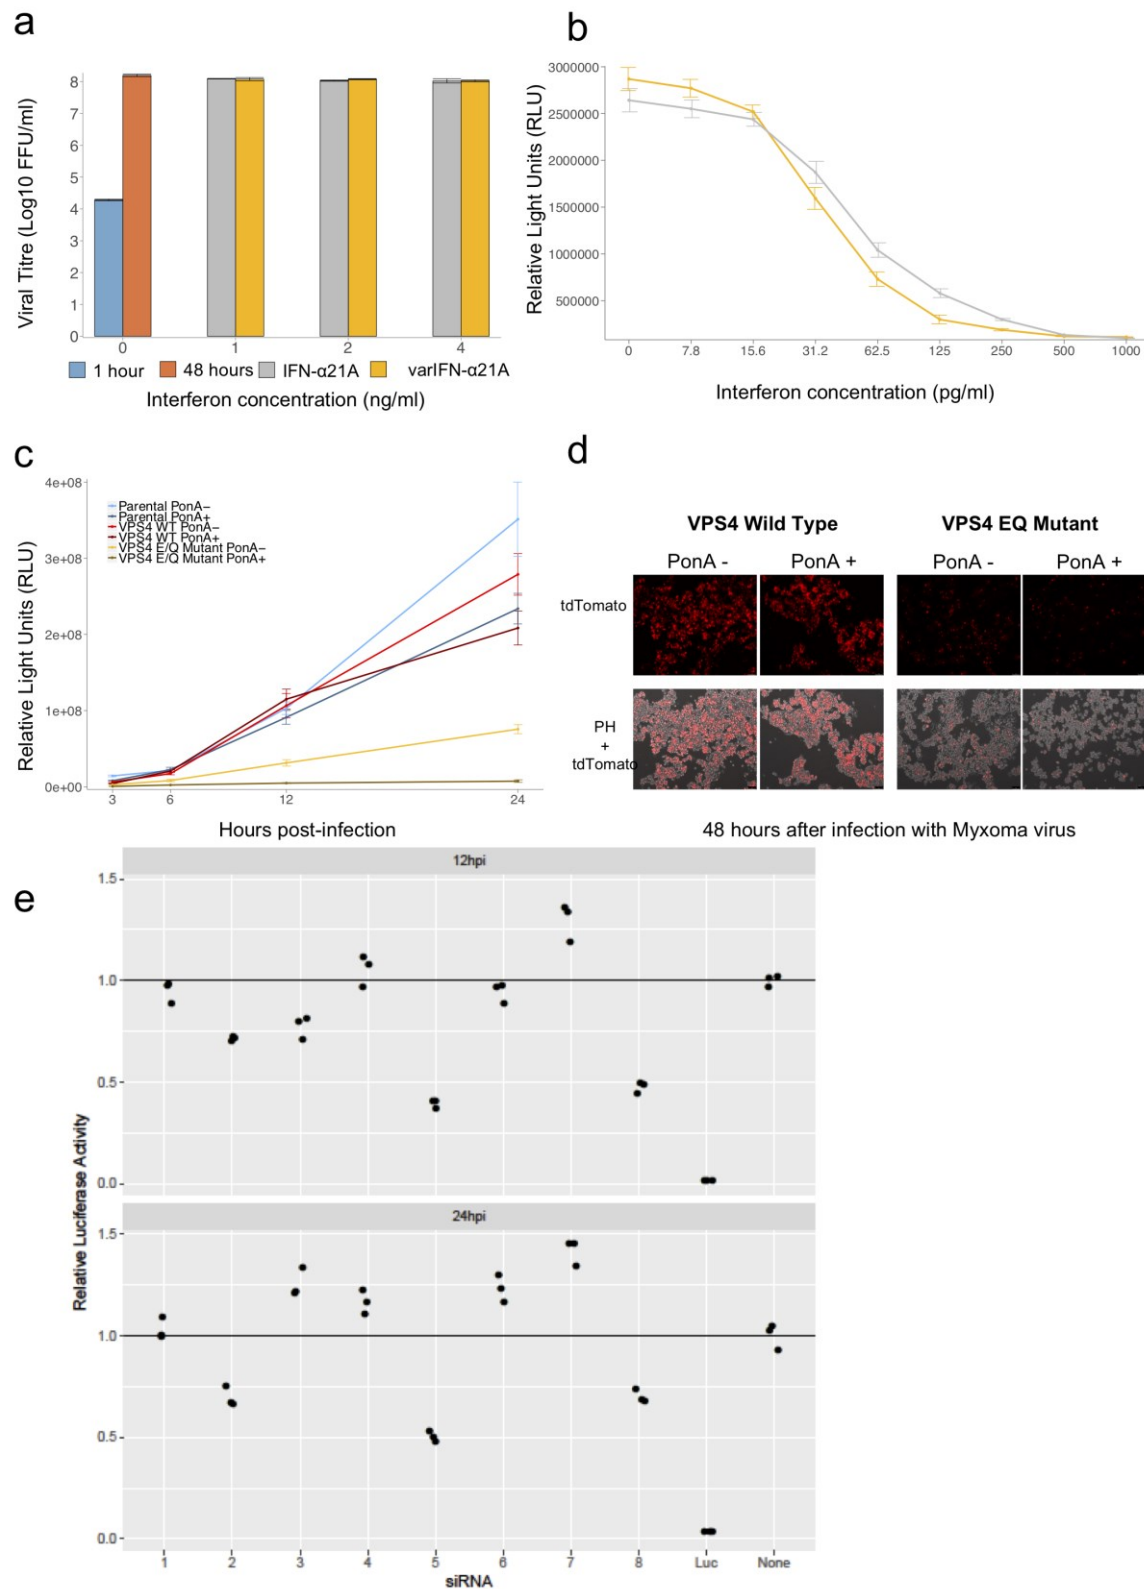 a
Viral Titre (Log10 FFU/ml)
8
7
6
5
4
3
2
1
0
0 1 2 4
1 hour 48 hours IFN-α21A varIFN-α21A
Interferon concentration (ng/ml)
b
Relative Light Units (RLU)
3000000
2500000
2000000
1500000
1000000
500000
0 7.8 15.6 31.2 62.5 125 250 500 1000
Interferon concentration (pg/ml)
c
Relative Light Units (RLU)
4e+08
3e+08
2e+08
1e+08
0e+00
Parental PonA−
Parental PonA+
VPS4 WT PonA−
VPS4 WT PonA+
VPS4 E/Q Mutant PonA−
VPS4 E/Q Mutant PonA+
3 6 12 24
Hours post-infection
d
VPS4 Wild Type VPS4 EQ Mutant
PonA - PonA + PonA - PonA +
tdTomato
PH
+
tdTomato
48 hours after infection with Myxoma virus
e
Relative Luciferase Activity
12hpi
1.5
1.0
0.5
0.0
24hpi
1.5
1.0
0.5
0.0
1 2 3 4 5 6 7 8 Luc None
siRNA